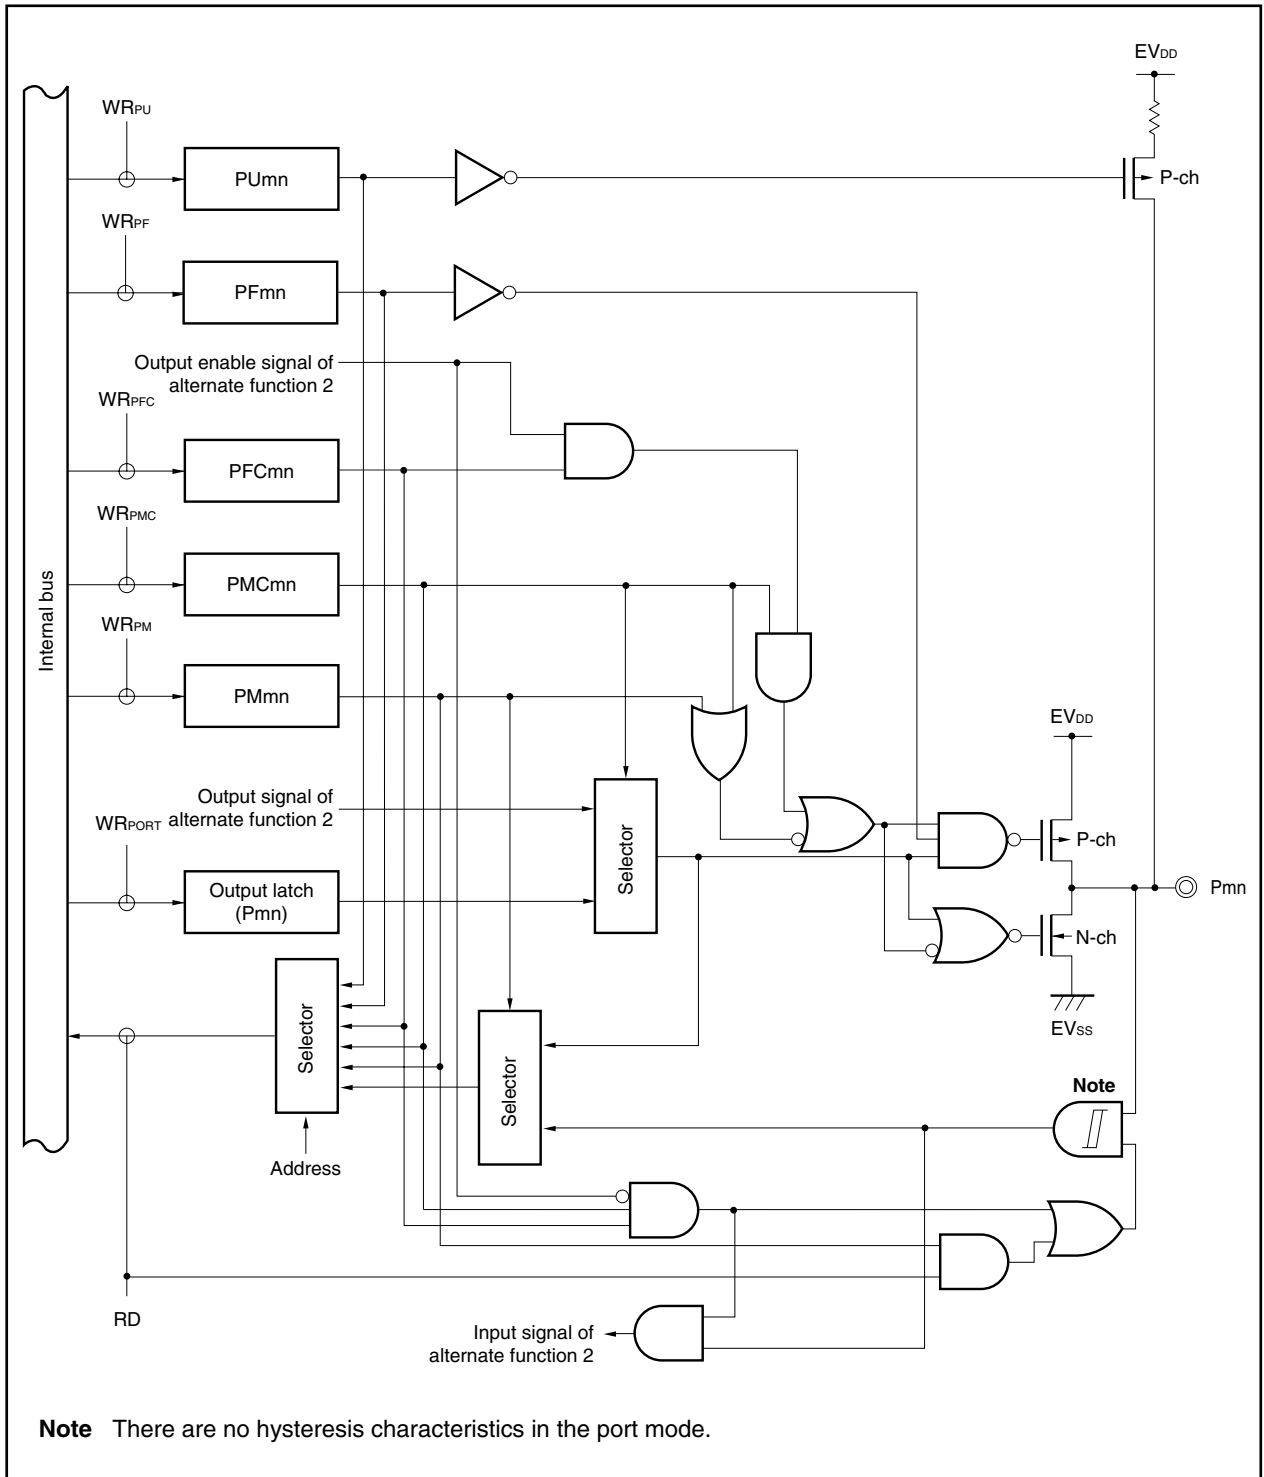 EVDD
WRPU
PUmn
P-ch
WRPF
PFmn
Output enable signal of
alternate function 2
WRPFC
PFCmn
WRPMC
PMCmn
Internal bus
WRPM
PMmn
EVDD
Output signal of
alternate function 2
WRPORT
Selector
P-ch
Output latch
(Pmn)
Pmn
N-ch
EVSS
Selector
Selector
Note
Address
RD
Input signal of
alternate function 2
Note There are no hysteresis characteristics in the port mode.